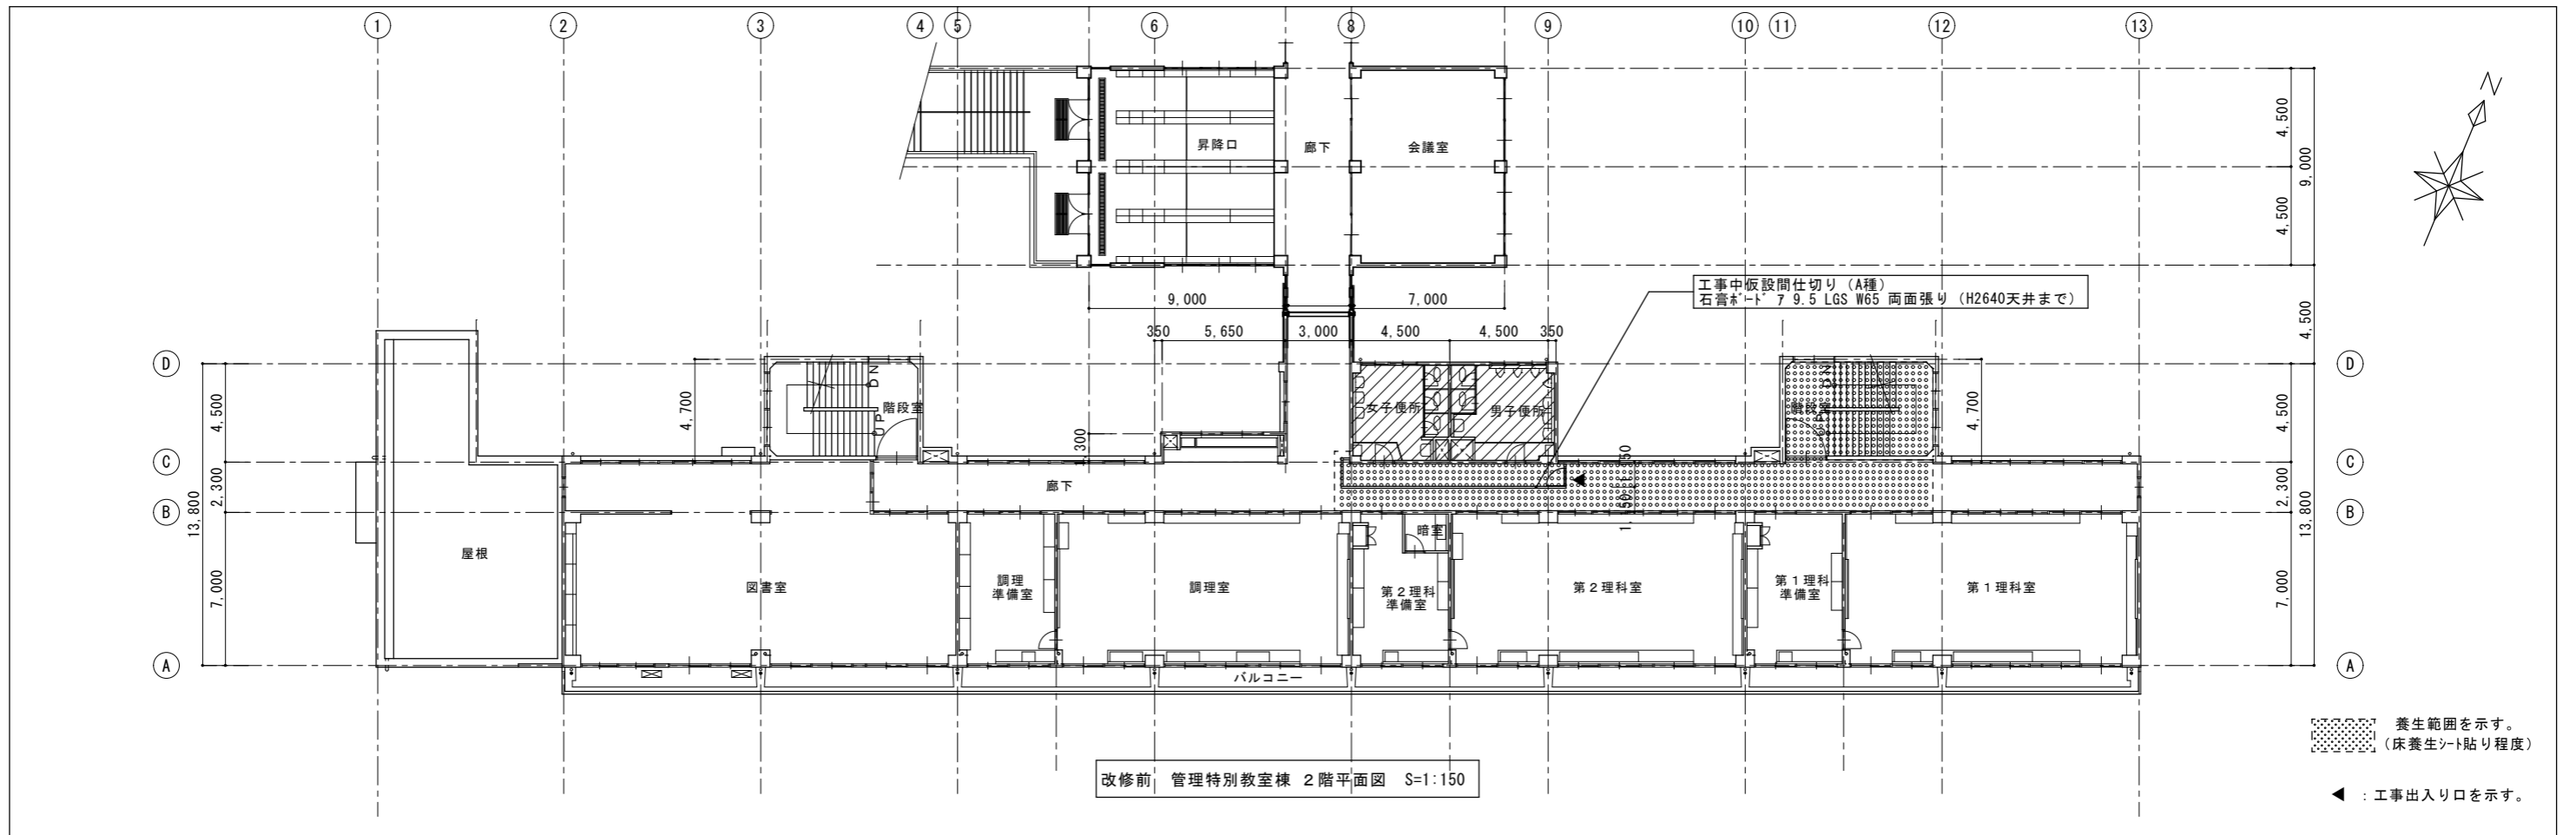 1
2
3
4
5
6
8
9
10
11
12
13
N
昇降口
廊下
会議室
4,500
9,000
4,500
工事中仮設間仕切り (A種)
石膏ボード ア 9.5 LGS W65 両面張り (H2640天井まで)
9,000
7,000
350
5,650
3,000
4,500
4,500
350
4,500
D
D
4,500
4,700
DN
UP
階段室
女子便所
男子便所
階段室
DN
4,700
4,500
300
C
C
2,300
廊下
2,300
B
B
13,800
13,800
屋根
図書室
調理
準備室
調理室
暗室
第2理科
準備室
第2理科室
第1理科
準備室
第1理科室
7,000
7,000
A
A
バルコニー
養生範囲を示す。
(床養生シート貼り程度)
改修前 管理特別教室棟 2階平面図 S=1:150
◀ :工事出入り口を示す。